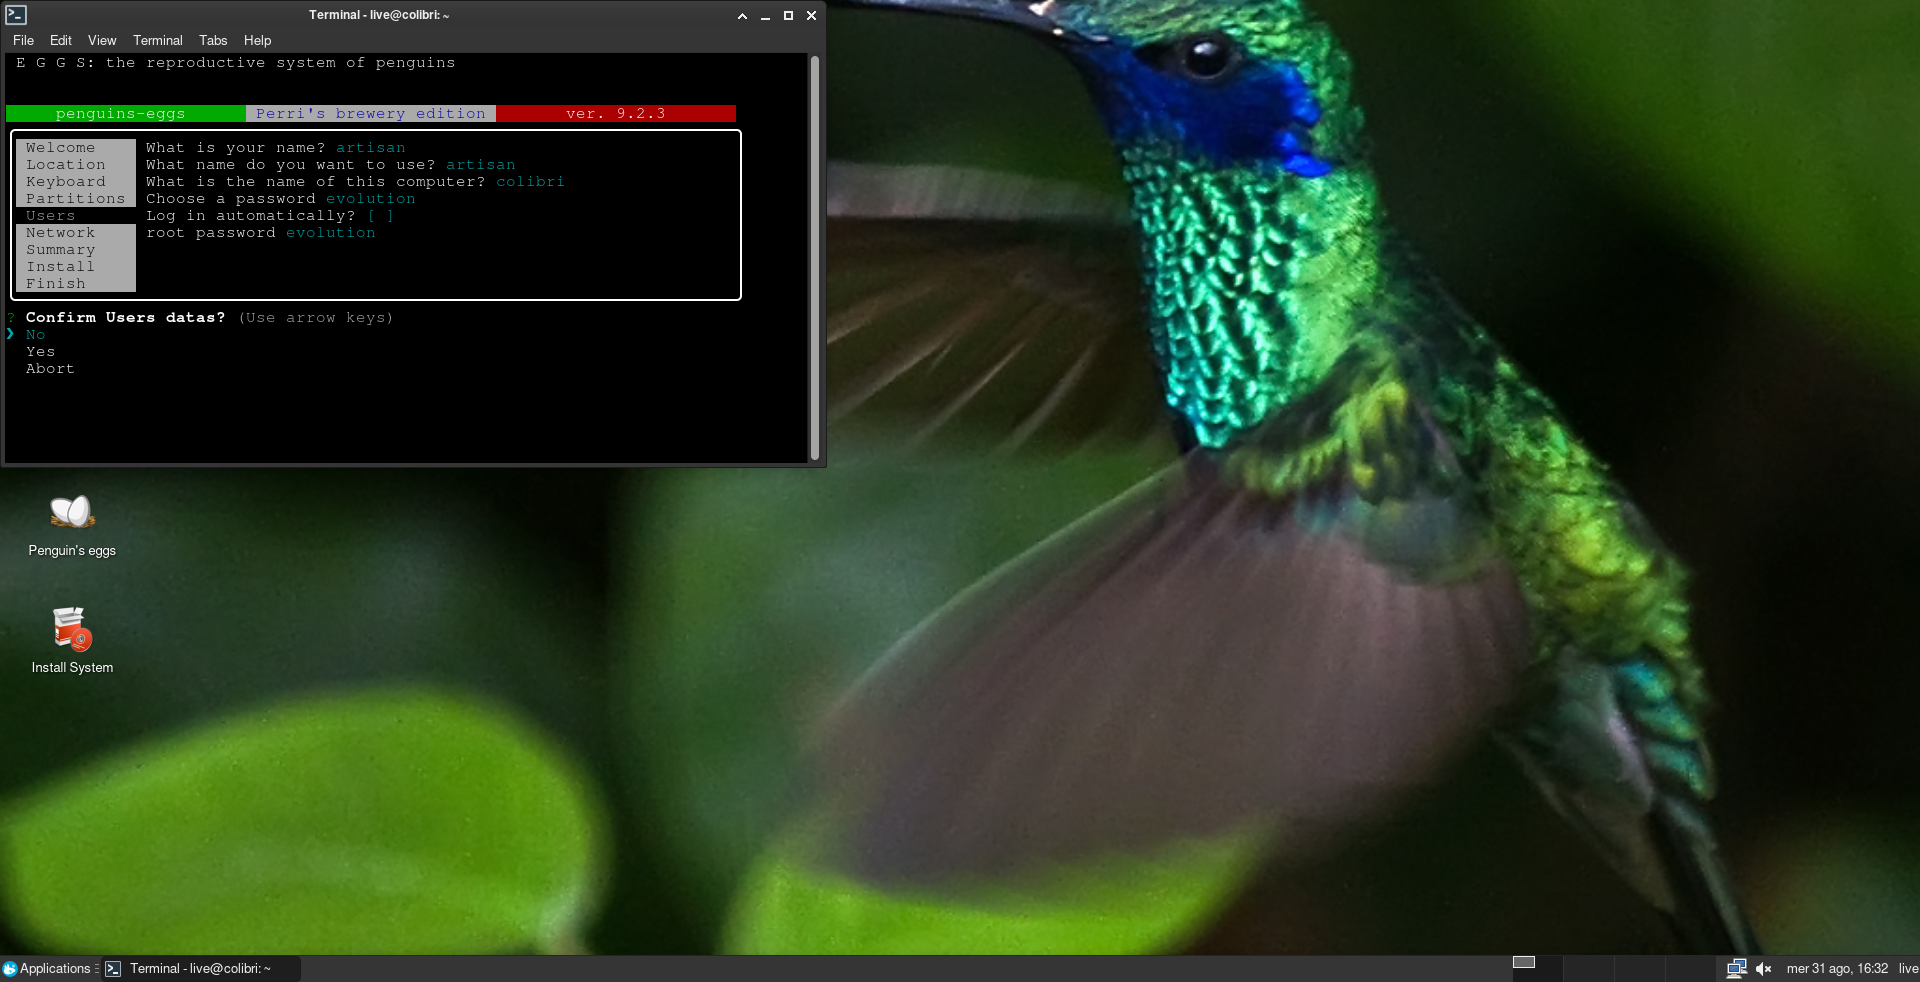 Terminal - live@colibri: ~
File Edit View Terminal Tabs Help
E G G S: the reproductive system of penguins
penguins-eggs Perri's brewery edition ver. 9.2.3
Welcome What is your name? artisan
Location What name do you want to use? artisan
Keyboard What is the name of this computer? colibri
Partitions Choose a password evolution
Users Log in automatically? [ ]
Network root password evolution
Summary
Install
Finish
? Confirm Users datas? (Use arrow keys)
❯ No
Yes
Abort
Penguin's eggs
Install System
Applications Terminal - live@colibri: ~ mer 31 ago, 16:32 live